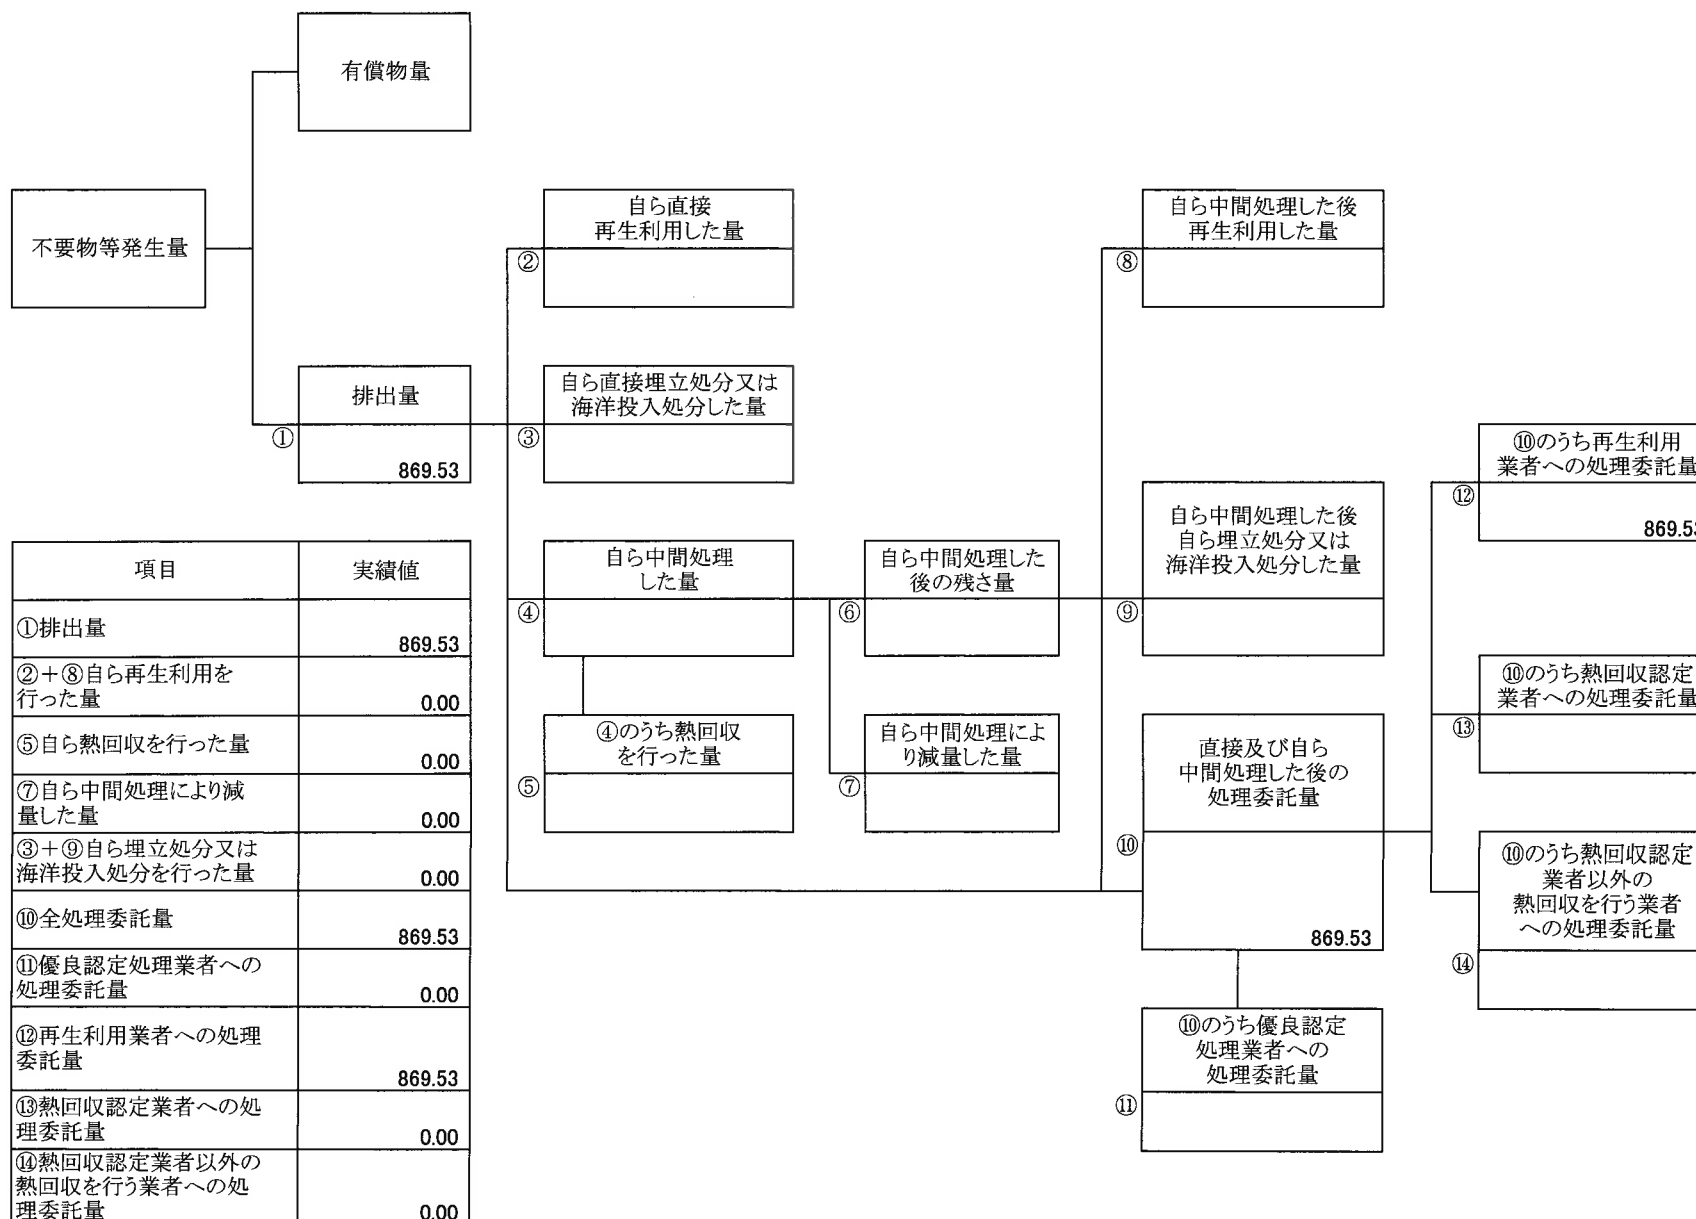 有償物量
不要物等発生量
排出量
①
869.53
自ら直接
再生利用した量
②
自ら直接埋立処分又は
海洋投入処分した量
③
自ら中間処理
した量
④
④のうち熱回収
を行った量
⑤
自ら中間処理した
後の残さ量
⑥
自ら中間処理によ
り減量した量
⑦
自ら中間処理した後
再生利用した量
⑧
自ら中間処理した後
自ら埋立処分又は
海洋投入処分した量
⑨
直接及び自ら
中間処理した後の
処理委託量
⑩
869.53
⑩のうち優良認定
処理業者への
処理委託量
⑪
⑩のうち再生利用
業者への処理委託量
⑫
869.53
⑩のうち熱回収認定
業者への処理委託量
⑬
⑩のうち熱回収認定
業者以外の
熱回収を行う業者
への処理委託量
⑭
項目 実績値
①排出量
869.53
②+⑧自ら再生利用を
行った量 0.00
⑤自ら熱回収を行った量
0.00
⑦自ら中間処理により減
量した量 0.00
③+⑨自ら埋立処分又は
海洋投入処分を行った量 0.00
⑩全処理委託量
869.53
⑪優良認定処理業者への
処理委託量 0.00
⑫再生利用業者への処理
委託量
869.53
⑬熱回収認定業者への処
理委託量 0.00
⑭熱回収認定業者以外の
熱回収を行う業者への処
理委託量 0.00